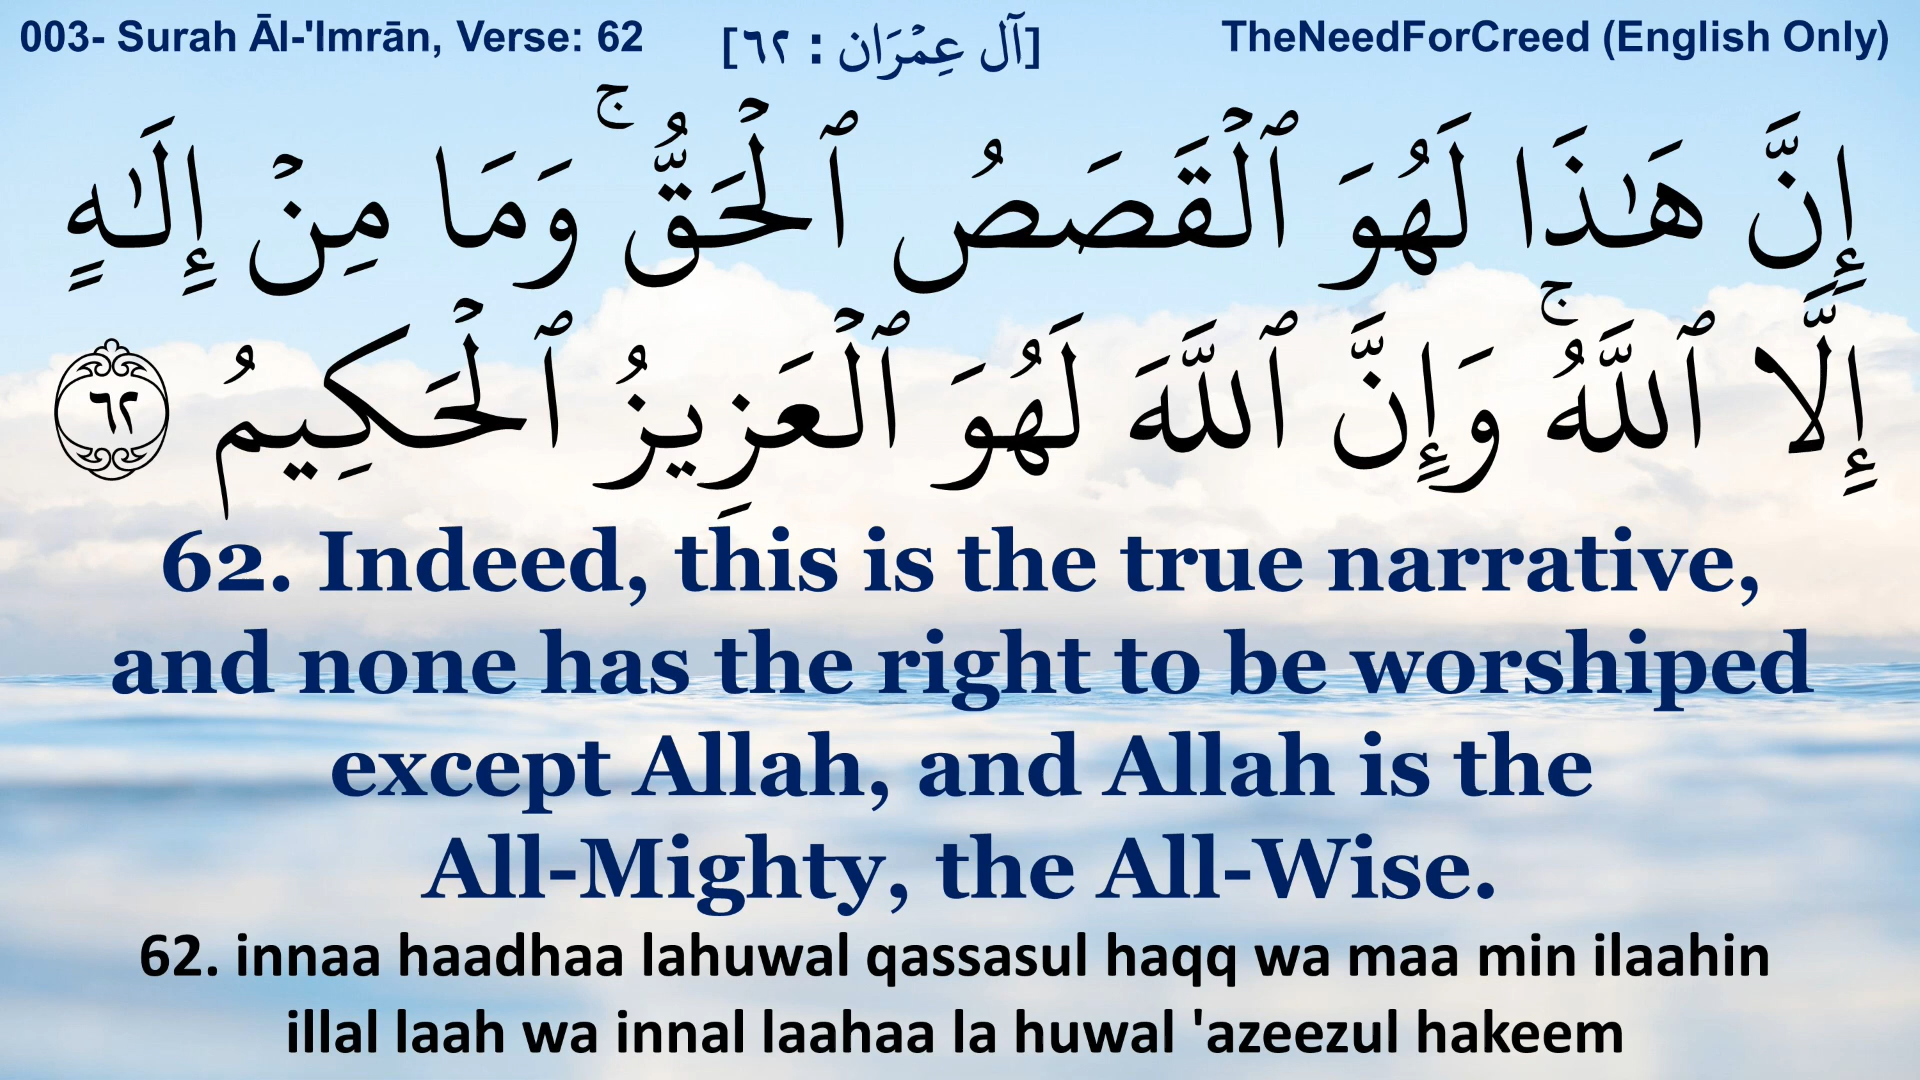 003- Surah Āl-'Imrān, Verse: 62
[آل عِمْرَان : ٦٢]
TheNeedForCreed (English Only)
إِنَّ هَـٰذَا لَهُوَ ٱلۡقَصَصُ ٱلۡحَقُّۚ وَمَا مِنۡ إِلَـٰهٍ
إِلَّا ٱللَّهُۚ وَإِنَّ ٱللَّهَ لَهُوَ ٱلۡعَزِيزُ ٱلۡحَكِيمُ ٦٢
62. Indeed, this is the true narrative,
and none has the right to be worshiped
except Allah, and Allah is the
All-Mighty, the All-Wise.
62. innaa haadhaa lahuwal qassasul haqq wa maa min ilaahin
illal laah wa innal laahaa la huwal 'azeezul hakeem